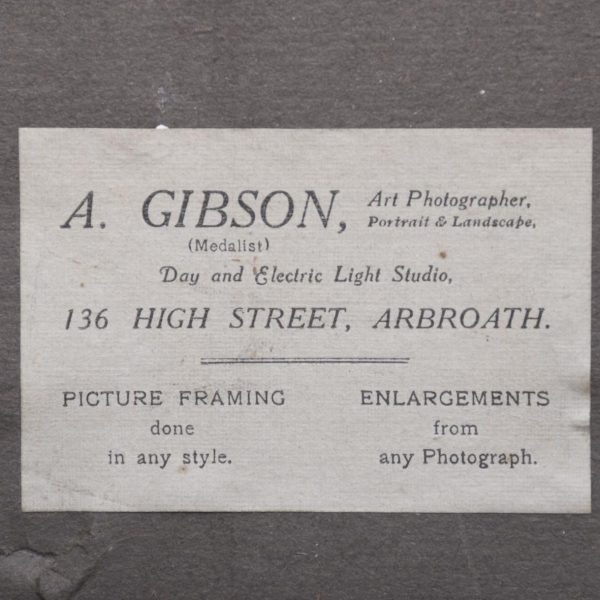 A. GIBSON, Art Photographer,
Portrait & Landscape,
(Medalist)
Day and Electric Light Studio,
136 HIGH STREET, ARBROATH.
PICTURE FRAMING
done
in any style.
ENLARGEMENTS
from
any Photograph.